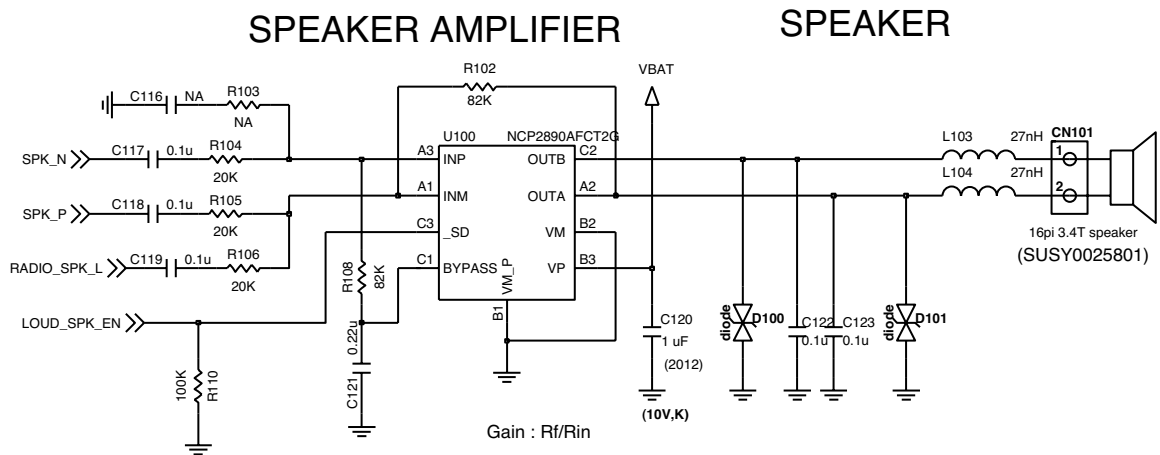 SPEAKER AMPLIFIER
SPEAKER
R102
82K
VBAT
C116
NA
R103
NA
U100
NCP2890AFCT2G
SPK_N
C117
0.1u
R104
20K
A3
INP
OUTB
C2
L103
27nH
CN101
1
SPK_P
C118
0.1u
R105
20K
A1
INM
OUTA
A2
L104
27nH
2
C3
_SD
VM
B2
16pi 3.4T speaker
(SUSY0025801)
RADIO_SPK_L
C119
0.1u
R106
20K
R108
82K
C1
BYPASS
VM_P
VP
B3
B1
LOUD_SPK_EN
0.22u
C121
C120
1 uF
(2012)
(10V,K)
diode
D100
C122
0.1u
C123
0.1u
diode
D101
100K
R110
Gain : Rf/Rin